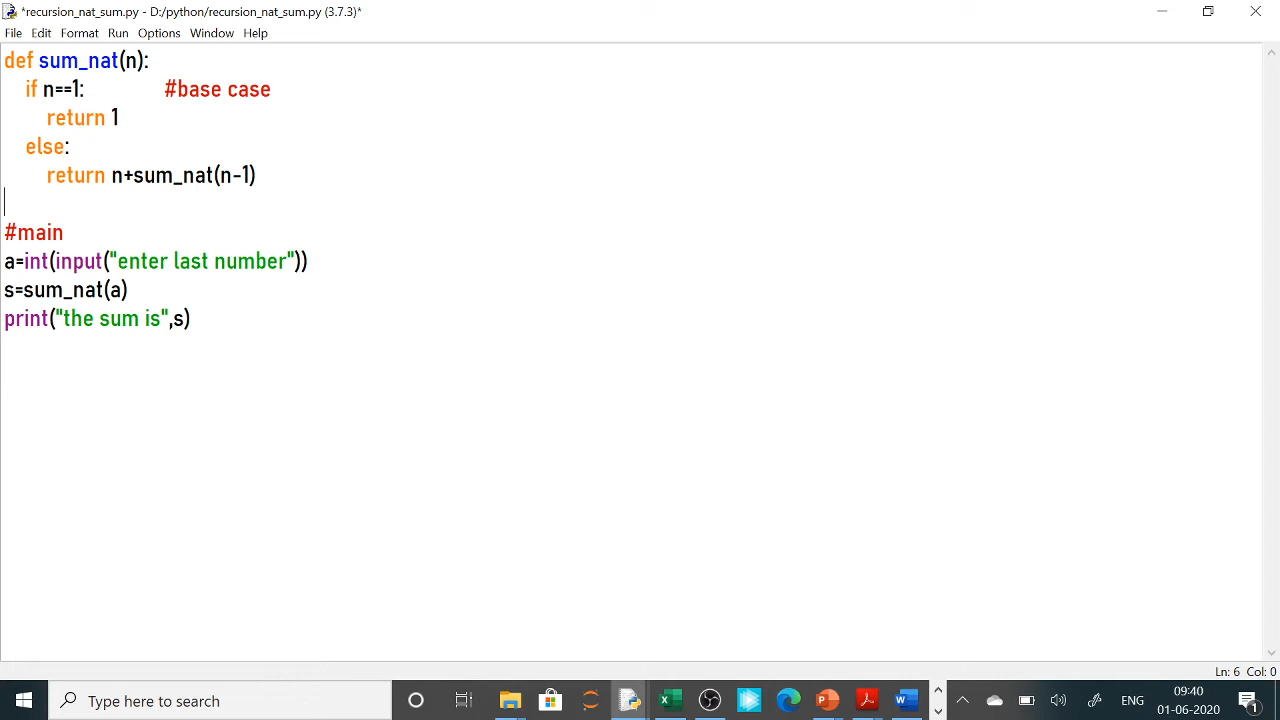 *recursion_nat_sum.py - D:/python/recursion_nat_sum.py (3.7.3)*
File Edit Format Run Options Window Help
def sum_nat(n):
    if n==1:               #base case
        return 1
    else:
        return n+sum_nat(n-1)

#main
a=int(input("enter last number"))
s=sum_nat(a)
print("the sum is",s)
Ln: 6 Col: 0
Type here to search
ENG
09:40
01-06-2020
1